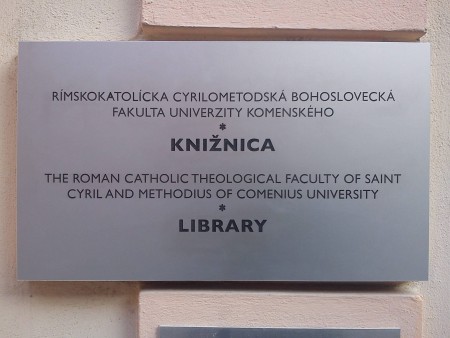 RÍMSKOKATOLÍCKA CYRILOMETODSKÁ BOHOSLOVECKÁ
FAKULTA UNIVERZITY KOMENSKÉHO
*
KNIŽNICA
THE ROMAN CATHOLIC THEOLOGICAL FACULTY OF SAINT
CYRIL AND METHODIUS OF COMENIUS UNIVERSITY
*
LIBRARY